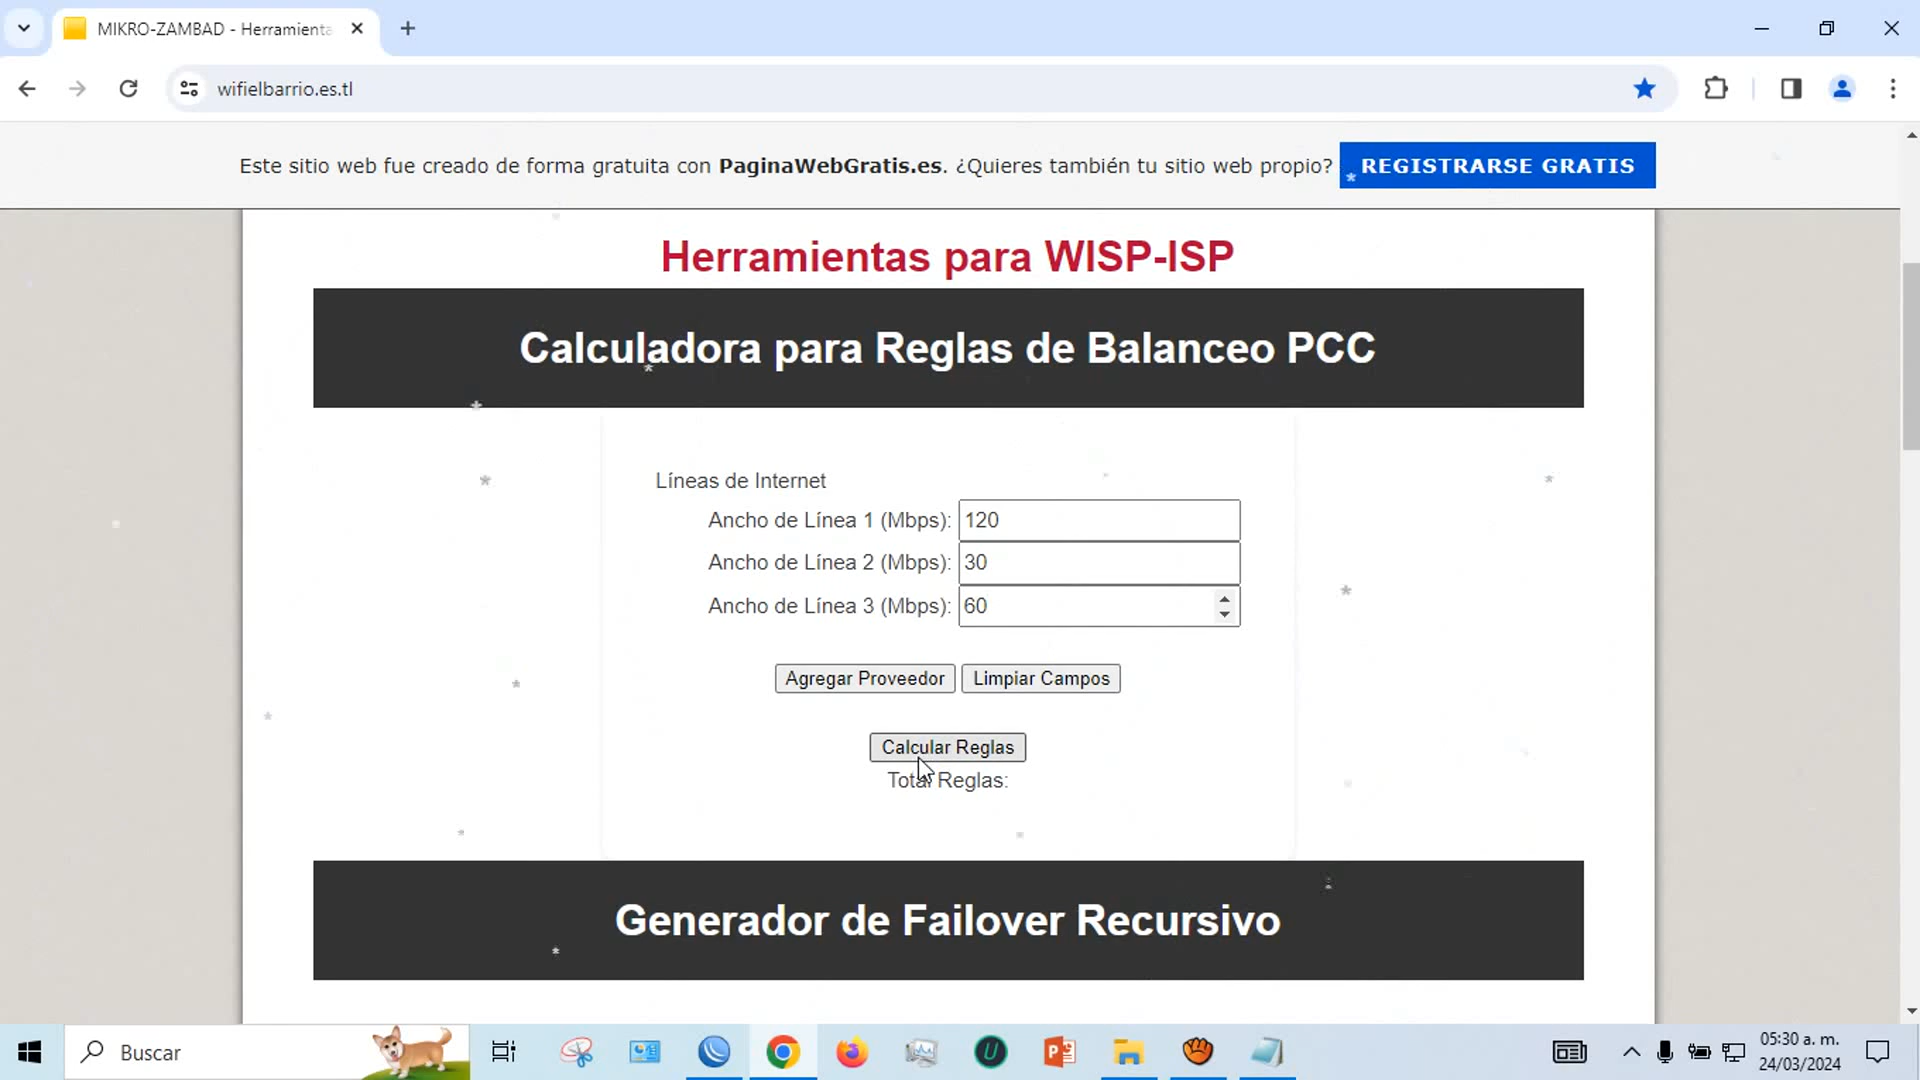 MIKRO-ZAMBAD - Herramienta
wifielbarrio.es.tl
Este sitio web fue creado de forma gratuita con PaginaWebGratis.es. ¿Quieres también tu sitio web propio?
REGISTRARSE GRATIS
Herramientas para WISP-ISP
Calculadora para Reglas de Balanceo PCC
Líneas de Internet
Ancho de Línea 1 (Mbps): 120
Ancho de Línea 2 (Mbps): 30
Ancho de Línea 3 (Mbps): 60
Agregar Proveedor Limpiar Campos
Calcular Reglas
Total Reglas:
Generador de Failover Recursivo
Buscar
05:30 a. m.
24/03/2024